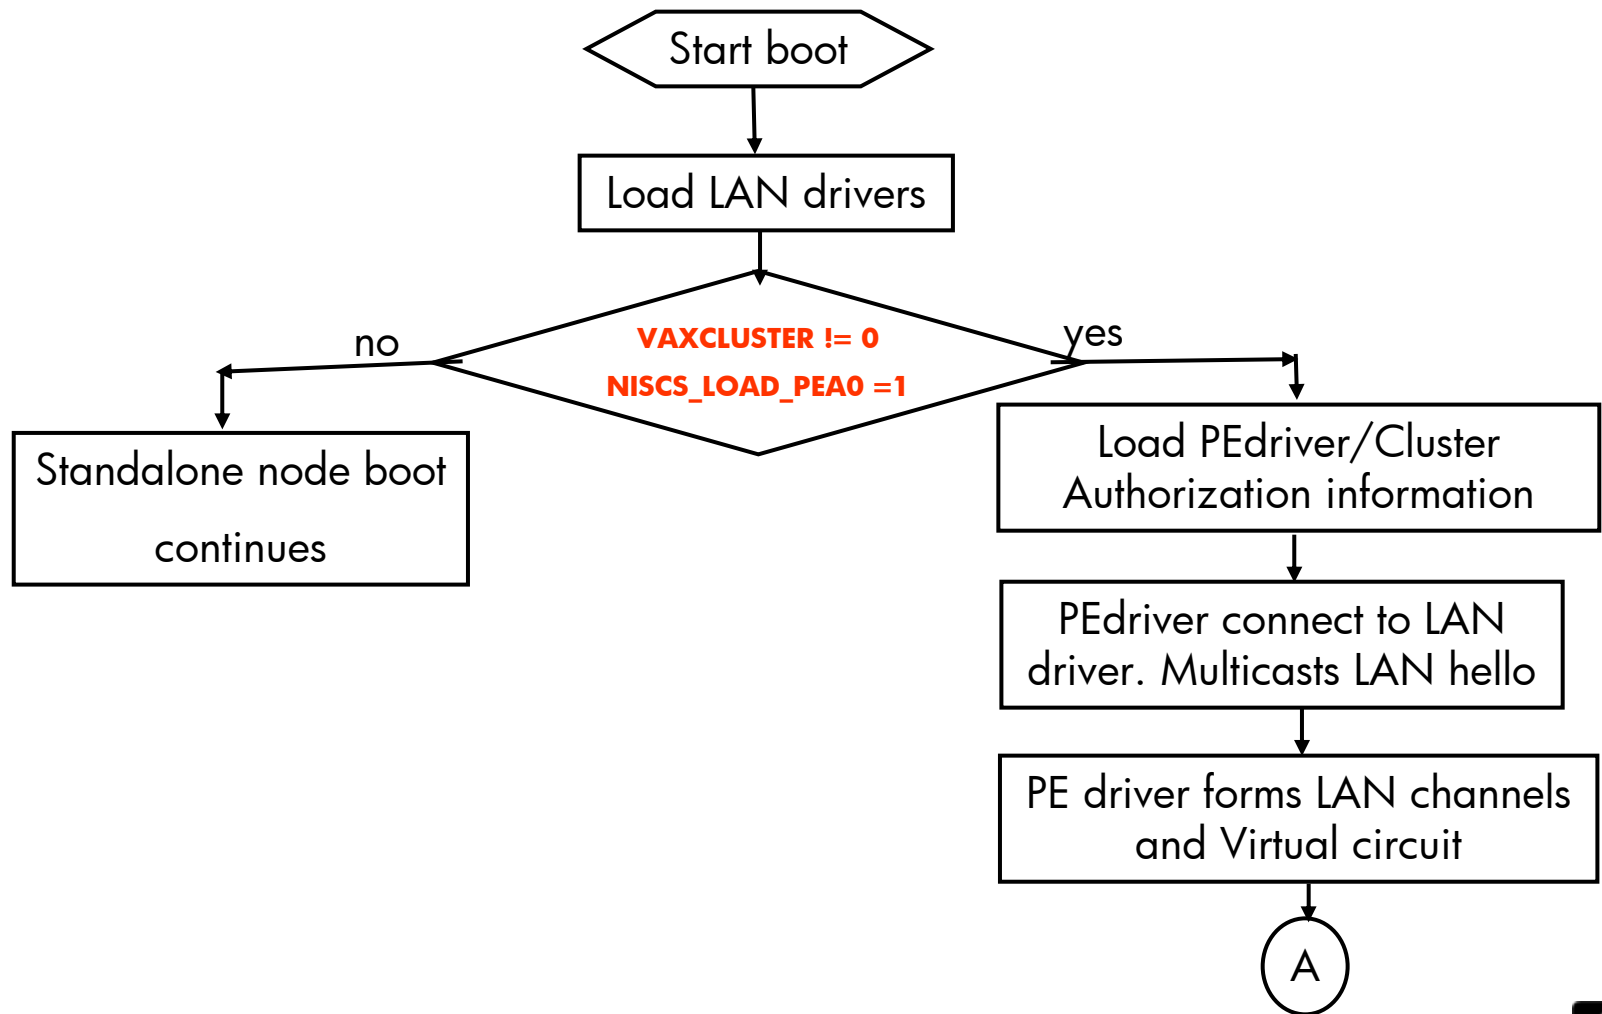 Start boot
Load LAN drivers
no
VAXCLUSTER != 0
NISCS_LOAD_PEA0 =1
yes
Standalone node boot
continues
Load PEdriver/Cluster
Authorization information
PEdriver connect to LAN
driver. Multicasts LAN hello
PE driver forms LAN channels
and Virtual circuit
A